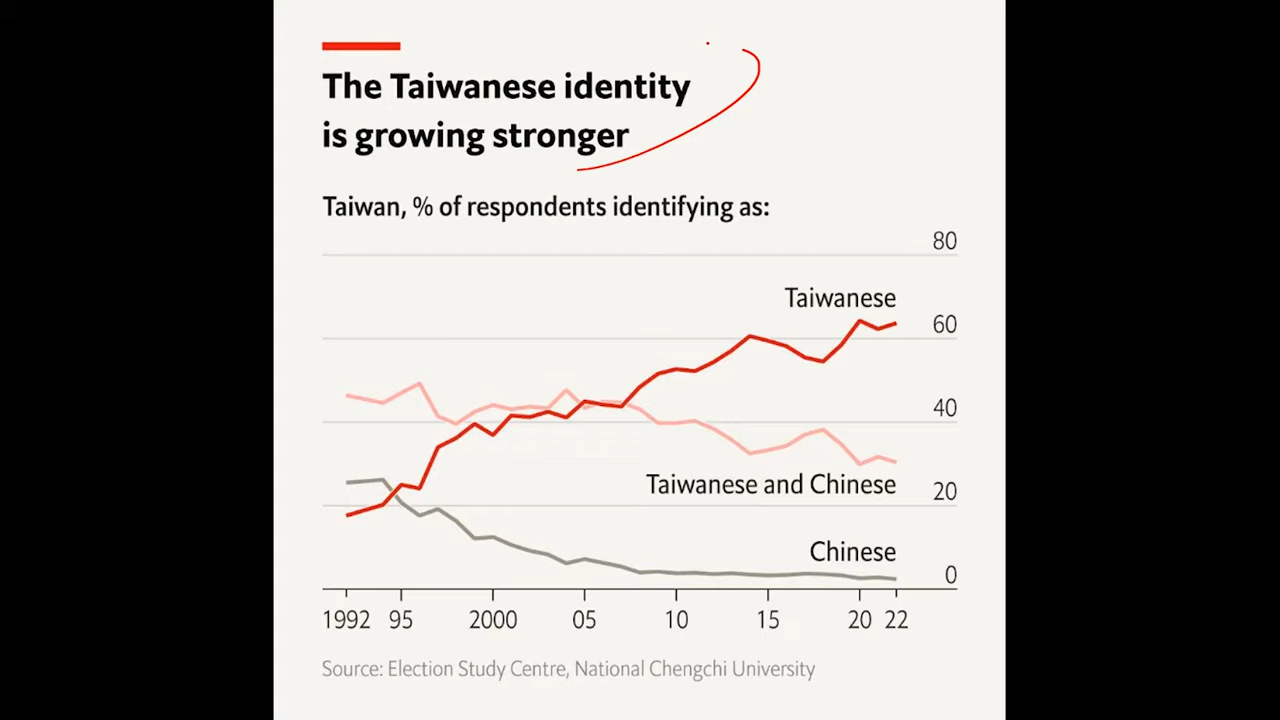 The Taiwanese identity
is growing stronger
Taiwan, % of respondents identifying as:
80
Taiwanese
60
40
Taiwanese and Chinese
20
Chinese
0
1992 95 2000 05 10 15 20 22
Source: Election Study Centre, National Chengchi University